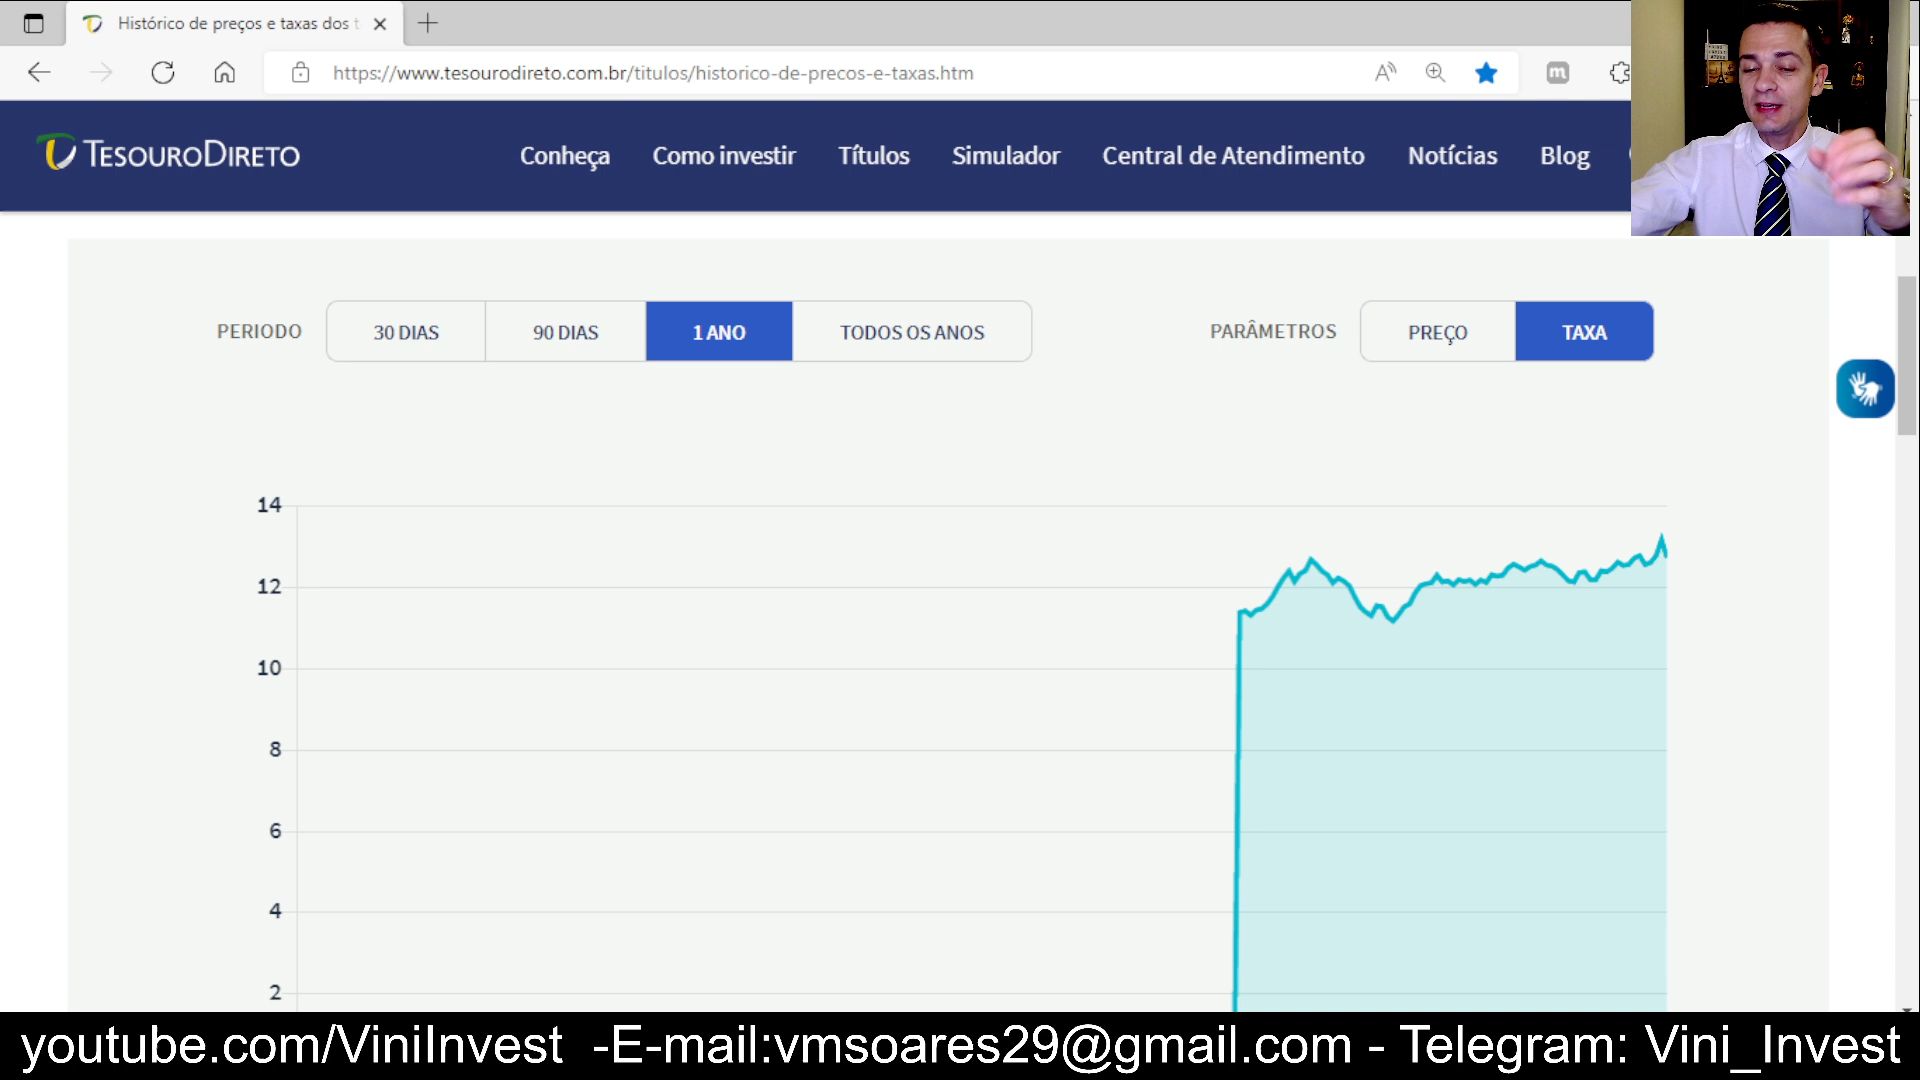 Histórico de preços e taxas dos t
https://www.tesourodireto.com.br/titulos/historico-de-precos-e-taxas.htm
TESOURODIRETO
Conheça
Como investir
Títulos
Simulador
Central de Atendimento
Notícias
Blog
PERIODO
30 DIAS
90 DIAS
1 ANO
TODOS OS ANOS
PARÂMETROS
PREÇO
TAXA
14
12
10
8
6
4
2
youtube.com/ViniInvest -E-mail:vmsoares29@gmail.com - Telegram: Vini_Invest